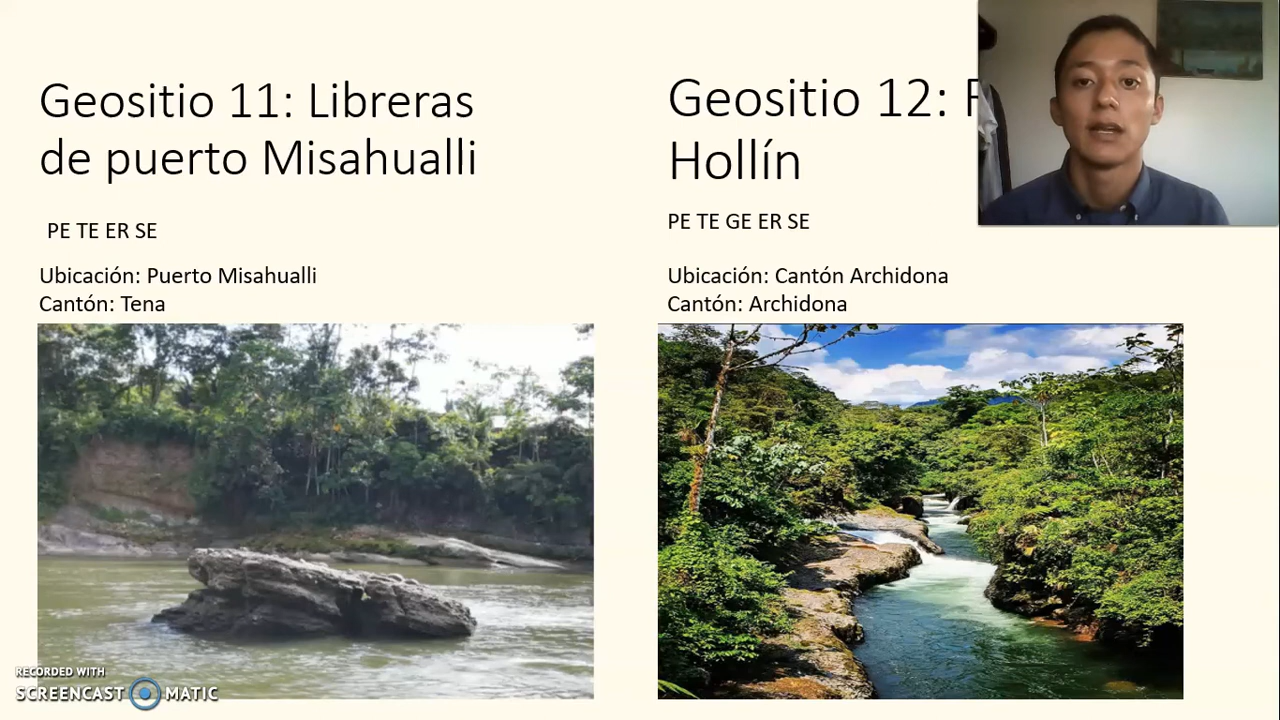 Geositio 11: Libreras
de puerto Misahualli
PE TE ER SE
Ubicación: Puerto Misahualli
Cantón: Tena
Geositio 12:
Hollín
PE TE GE ER SE
Ubicación: Cantón Archidona
Cantón: Archidona
RECORDED WITH
SCREENCAST MATIC